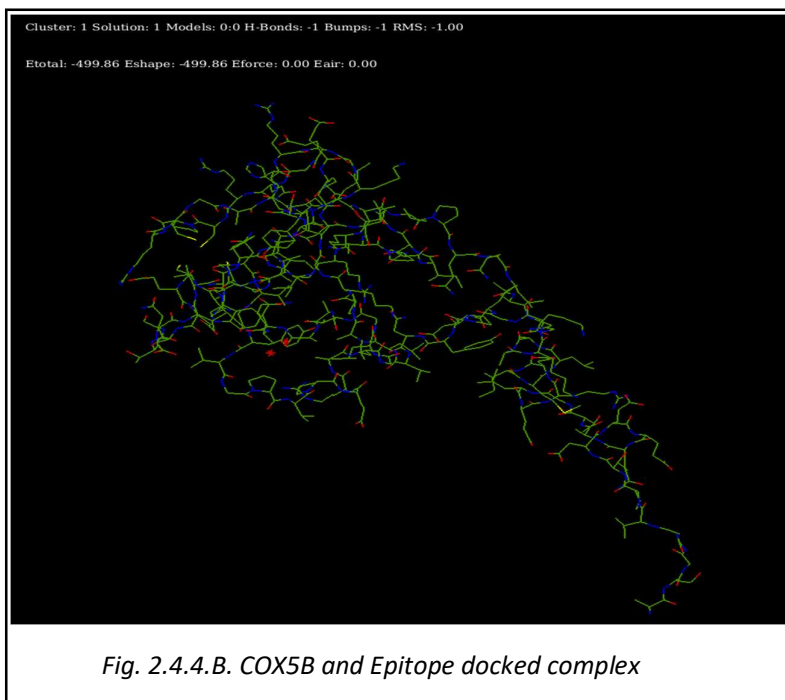 Cluster: 1 Solution: 1 Models: 0:0 H-Bonds: -1 Bumps: -1 RMS: -1.00
Etotal: -499.86 Eshape: -499.86 Eforce: 0.00 Eair: 0.00
Fig. 2.4.4.B. COX5B and Epitope docked complex